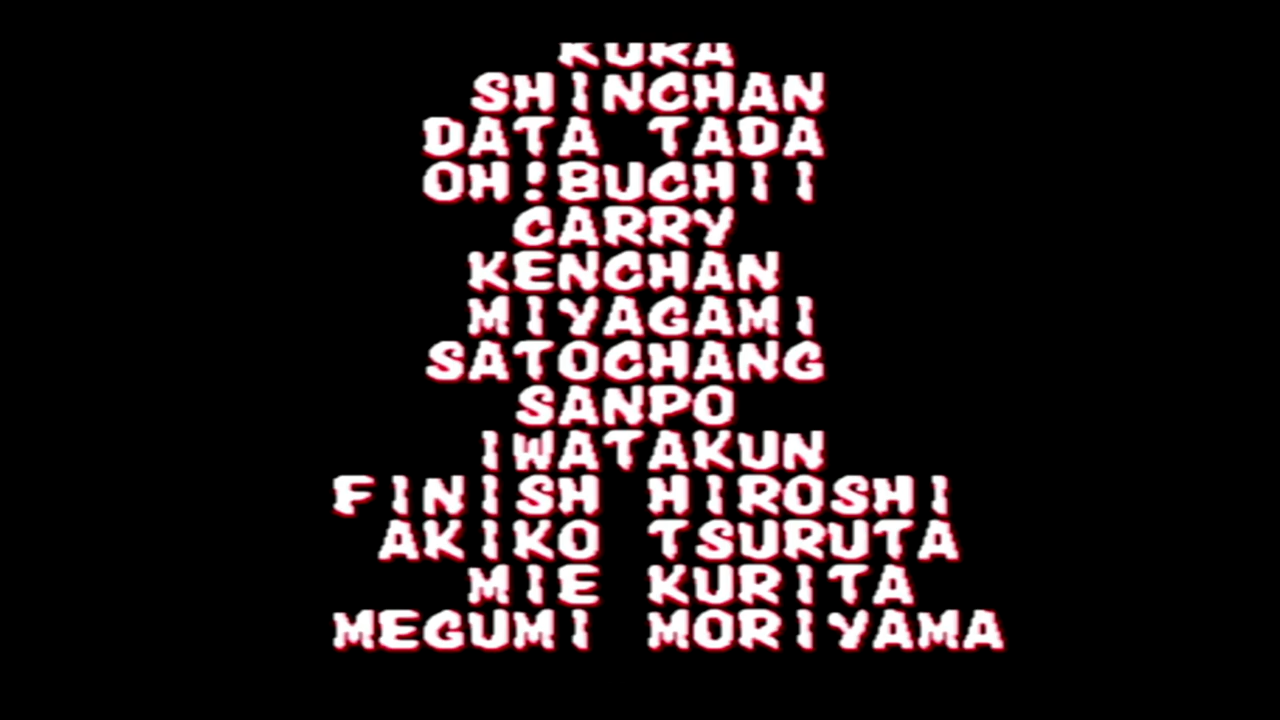 KURA
SHINCHAN
DATA TADA
OH!BUCHII
CARRY
KENCHAN
MIYAGAMI
SATOCHANG
SANPO
IWATAKUN
FINISH HIROSHI
AKIKO TSURUTA
MIE KURITA
MEGUMI MORIYAMA